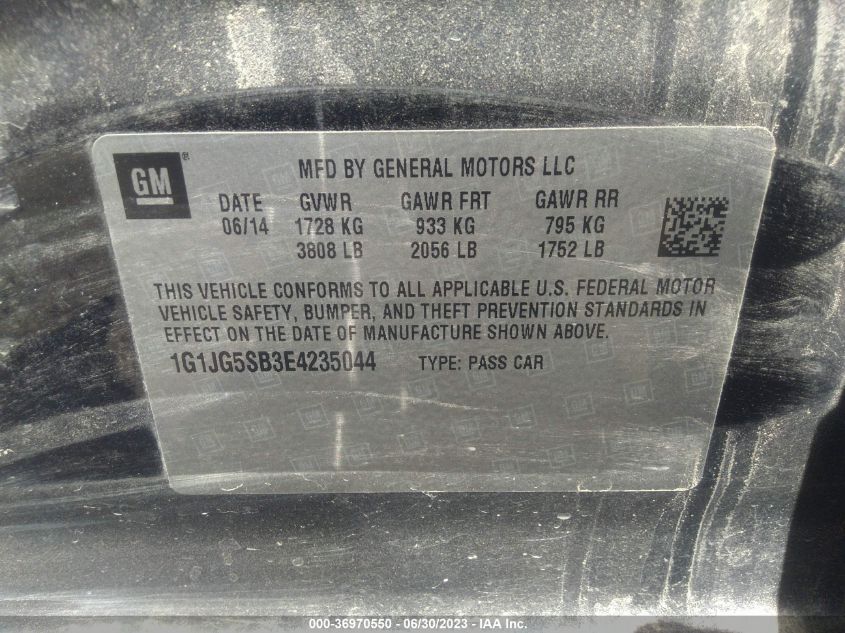 GM®
MFD BY GENERAL MOTORS LLC
DATE GVWR GAWR FRT GAWR RR
06/14 1728 KG 933 KG 795 KG
3808 LB 2056 LB 1752 LB
THIS VEHICLE CONFORMS TO ALL APPLICABLE U.S. FEDERAL MOTOR
VEHICLE SAFETY, BUMPER, AND THEFT PREVENTION STANDARDS IN
EFFECT ON THE DATE OF MANUFACTURE SHOWN ABOVE.
1G1JG5SB3E4235044 TYPE: PASS CAR
000-36970550 - 06/30/2023 - IAA Inc.